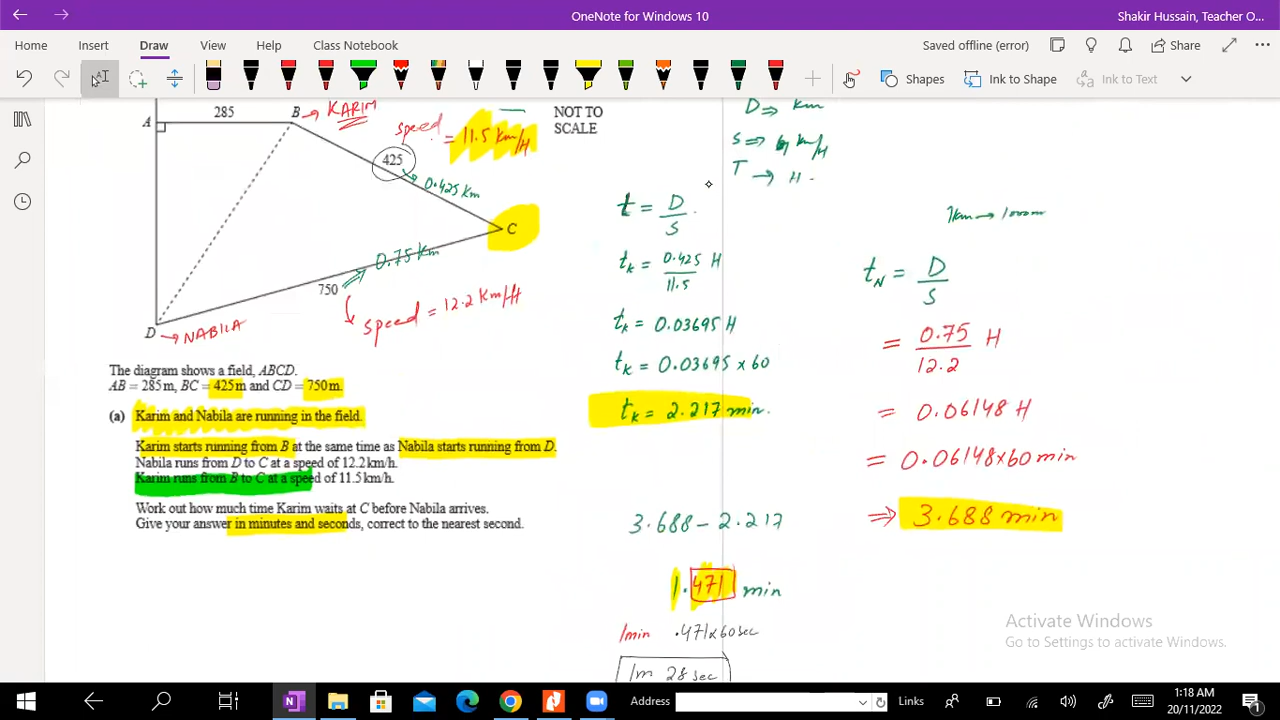 OneNote for Windows 10
Shakir Hussain, Teacher O...
Home Insert Draw View Help Class Notebook
Saved offline (error) Share
Shapes Ink to Shape Ink to Text
A 285 B → KARIM
speed = 11.5 Km/H
NOT TO
SCALE
425
→ 0.425 Km
C
0.75 Km
750
speed = 12.2 Km/H
D → NABILA
The diagram shows a field, ABCD.
AB = 285 m, BC = 425 m and CD = 750 m.
(a) Karim and Nabila are running in the field.
Karim starts running from B at the same time as Nabila starts running from D.
Nabila runs from D to C at a speed of 12.2 km/h.
Karim runs from B to C at a speed of 11.5 km/h.
Work out how much time Karim waits at C before Nabila arrives.
Give your answer in minutes and seconds, correct to the nearest second.
D ⇒ Km
S ⇒ Km/H
T → H
t = D/S
tK = 0.425/11.5 H
tK = 0.03695 H
tK = 0.03695 x 60
tK = 2.217 min.
3.688 - 2.217
1.471 min
1min .471x60sec
1m 28 sec
1km → 1000m
tN = D/S
= 0.75/12.2 H
= 0.06148 H
= 0.06148x60 min
⇒ 3.688 min
Activate Windows
Go to Settings to activate Windows.
Address Links
1:18 AM
20/11/2022